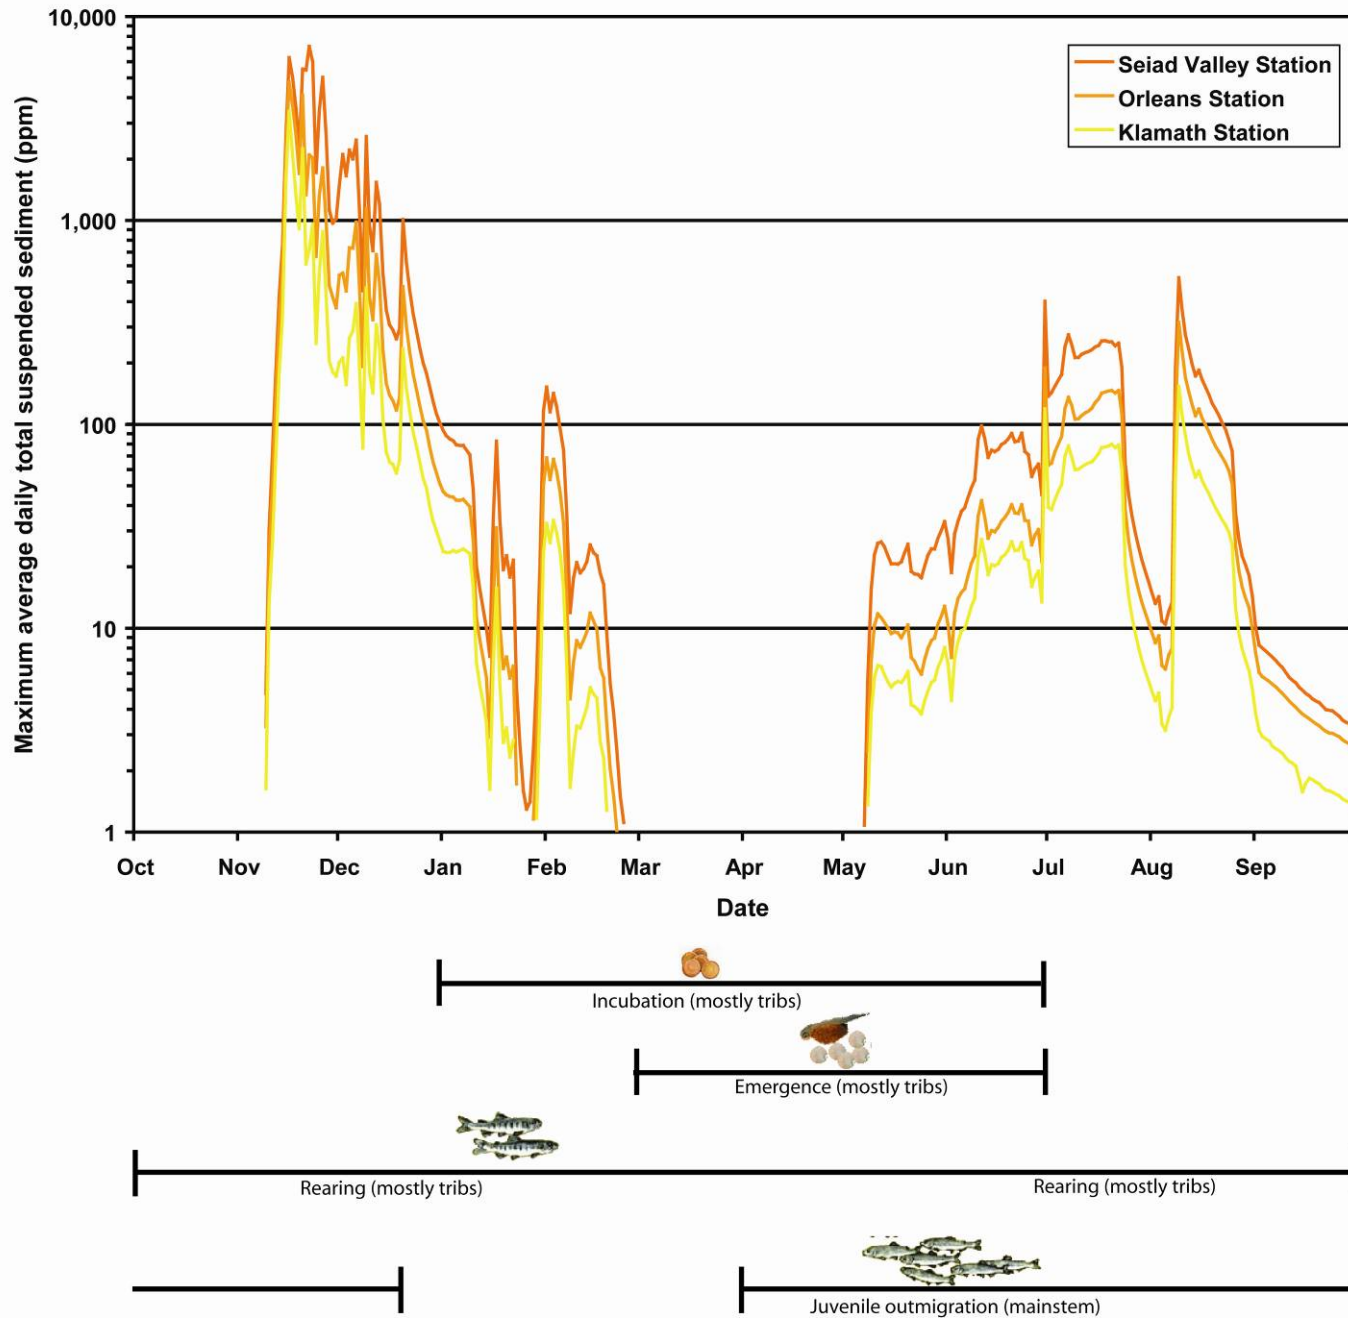 10,000
1,000
100
10
1
Maximum average daily total suspended sediment (ppm)
Seiad Valley Station
Orleans Station
Klamath Station
Oct Nov Dec Jan Feb Mar Apr May Jun Jul Aug Sep
Date
Incubation (mostly tribs)
Emergence (mostly tribs)
Rearing (mostly tribs) Rearing (mostly tribs)
Juvenile outmigration (mainstem)